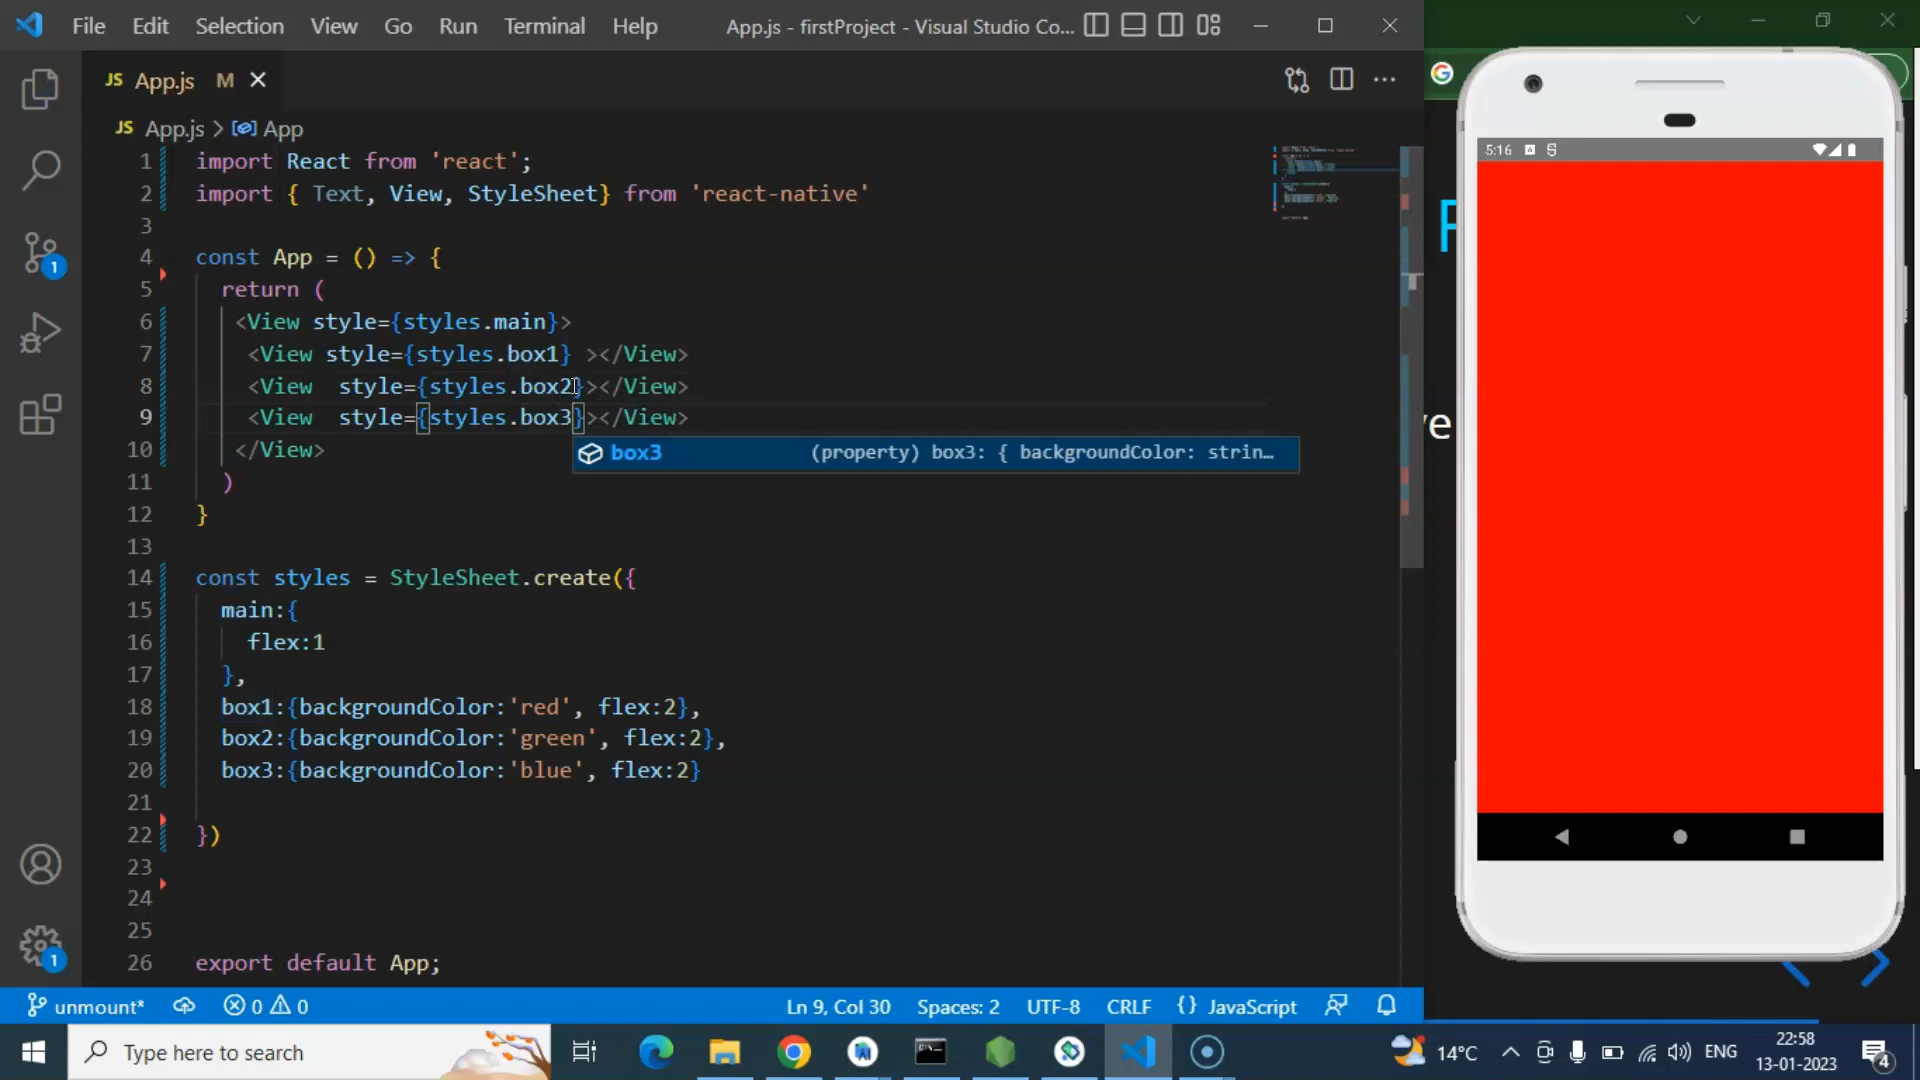 File Edit Selection View Go Run Terminal Help App.js - firstProject - Visual Studio Co...
JS App.js M
JS App.js > App
1 import React from 'react';
2 import { Text, View, StyleSheet} from 'react-native'
3
4 const App = () => {
5 return (
6 <View style={styles.main}>
7 <View style={styles.box1} ></View>
8 <View  style={styles.box2}></View>
9 <View  style={styles.box3}></View>
10 </View>
box3 (property) box3: { backgroundColor: strin...
11 )
12 }
13
14 const styles = StyleSheet.create({
15 main:{
16 flex:1
17 },
18 box1:{backgroundColor:'red', flex:2},
19 box2:{backgroundColor:'green', flex:2},
20 box3:{backgroundColor:'blue', flex:2}
21
22 })
23
24
25
26 export default App;
1
1
unmount* 0 0 Ln 9, Col 30 Spaces: 2 UTF-8 CRLF {} JavaScript
5:16 A S
ve
Type here to search
14°C ENG
22:58
13-01-2023
4